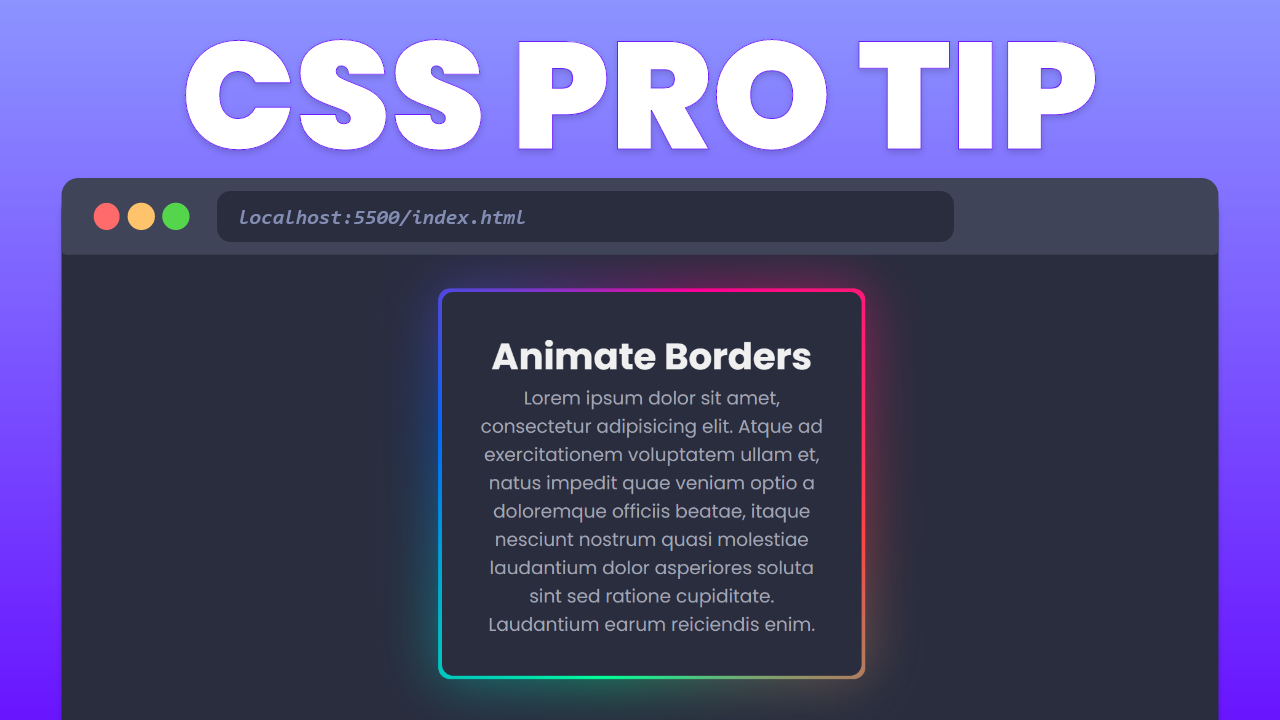 CSS PRO TIP
localhost:5500/index.html
Animate Borders
Lorem ipsum dolor sit amet,
consectetur adipisicing elit. Atque ad
exercitationem voluptatem ullam et,
natus impedit quae veniam optio a
doloremque officiis beatae, itaque
nesciunt nostrum quasi molestiae
laudantium dolor asperiores soluta
sint sed ratione cupiditate.
Laudantium earum reiciendis enim.